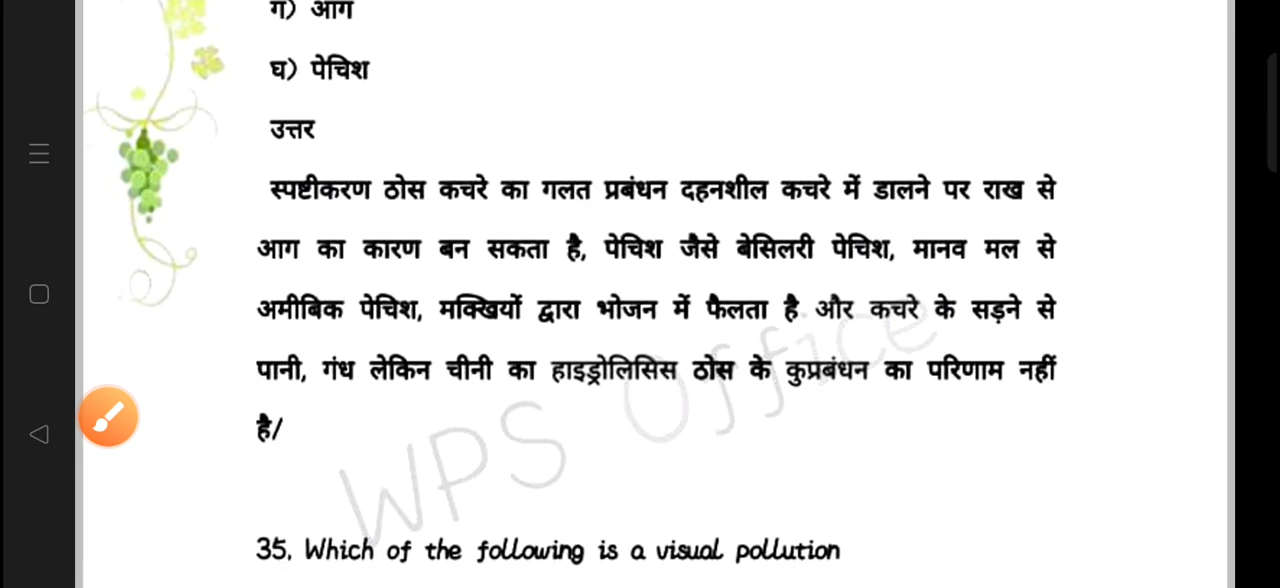 ग) आग
घ) पेचिश
उत्तर
स्पष्टीकरण ठोस कचरे का गलत प्रबंधन दहनशील कचरे में डालने पर राख से
आग का कारण बन सकता है, पेचिश जैसे बेसिलरी पेचिश, मानव मल से
अमीबिक पेचिश, मक्खियों द्वारा भोजन में फैलता है और कचरे के सड़ने से
पानी, गंध लेकिन चीनी का हाइड्रोलिसिस ठोस के कुप्रबंधन का परिणाम नहीं
है/
WPS Office
35. Which of the following is a visual pollution